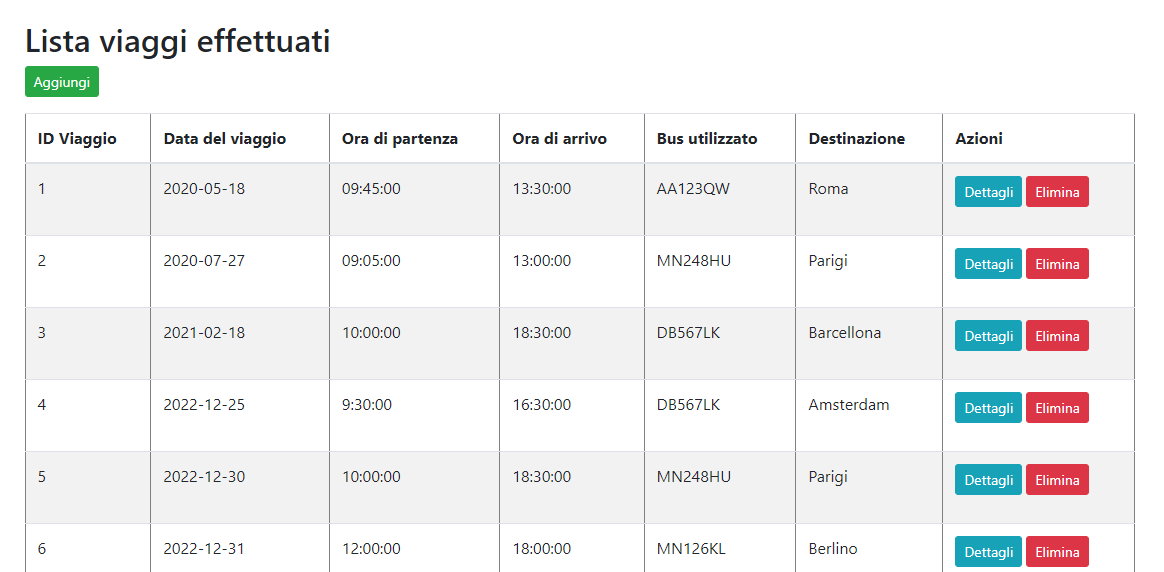 Lista viaggi effettuati
Aggiungi
ID Viaggio Data del viaggio Ora di partenza Ora di arrivo Bus utilizzato Destinazione Azioni
1 2020-05-18 09:45:00 13:30:00 AA123QW Roma Dettagli Elimina
2 2020-07-27 09:05:00 13:00:00 MN248HU Parigi Dettagli Elimina
3 2021-02-18 10:00:00 18:30:00 DB567LK Barcellona Dettagli Elimina
4 2022-12-25 9:30:00 16:30:00 DB567LK Amsterdam Dettagli Elimina
5 2022-12-30 10:00:00 18:30:00 MN248HU Parigi Dettagli Elimina
6 2022-12-31 12:00:00 18:00:00 MN126KL Berlino Dettagli Elimina